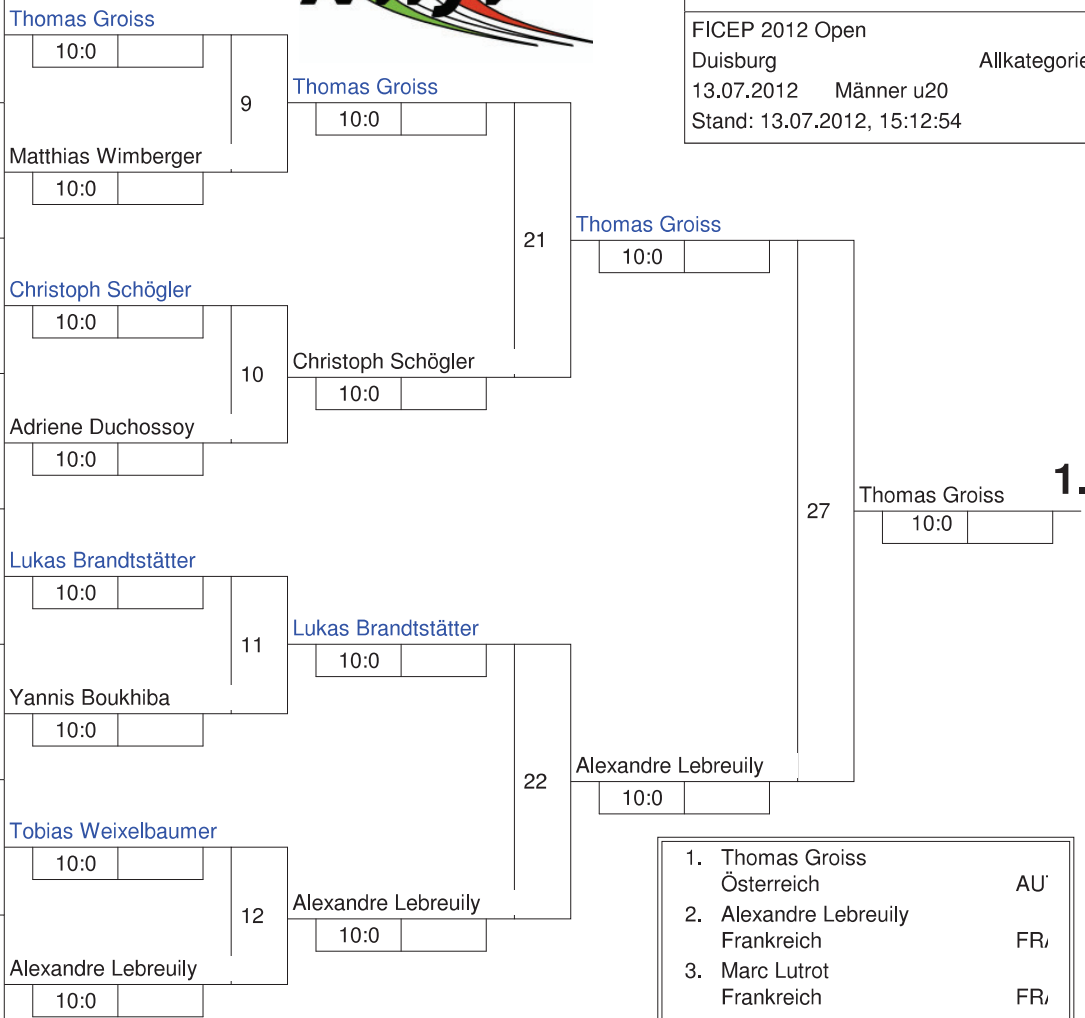 FICEP 2012 Open
Duisburg Allkategorie
13.07.2012 Männer u20
Stand: 13.07.2012, 15:12:54
Thomas Groiss
10:0
9
Matthias Wimberger
10:0
Thomas Groiss
10:0
21
Christoph Schögler
10:0
10
Adriene Duchossoy
10:0
Christoph Schögler
10:0
Thomas Groiss
10:0
27
Thomas Groiss 1.
10:0
Lukas Brandtstätter
10:0
11
Yannis Boukhiba
10:0
Lukas Brandtstätter
10:0
22
Alexandre Lebreuily
10:0
Tobias Weixelbaumer
10:0
12
Alexandre Lebreuily
10:0
Alexandre Lebreuily
10:0
1. Thomas Groiss
Österreich
2. Alexandre Lebreuily
Frankreich
3. Marc Lutrot
Frankreich